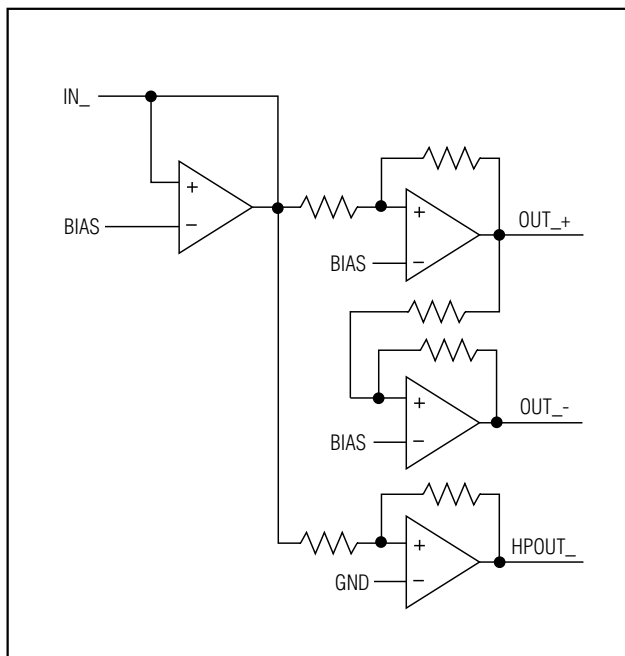 IN_
+
−
BIAS
+
−
BIAS
OUT_+
+
−
BIAS
OUT_-
+
−
GND
HPOUT_